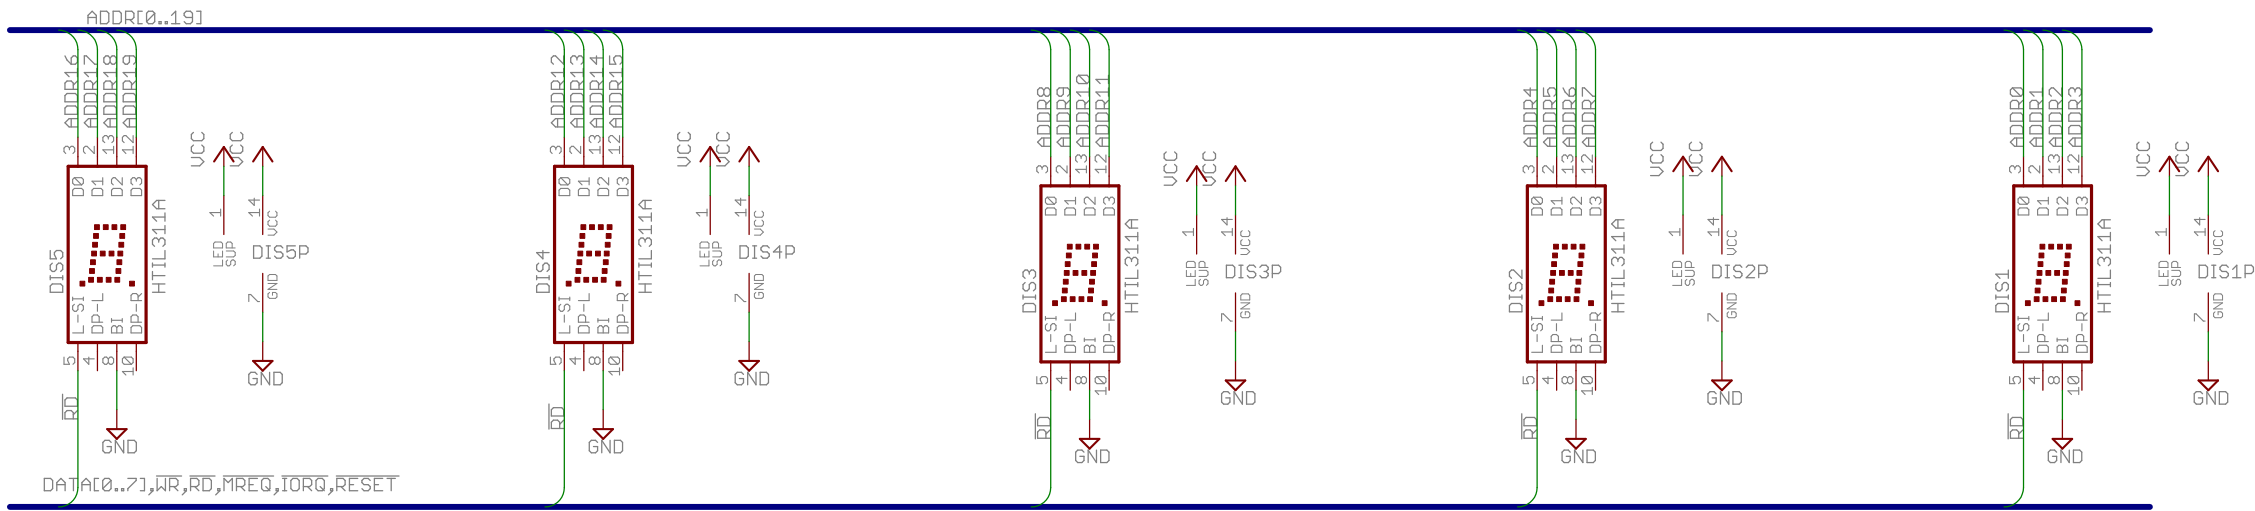 ADDR[0..19]
ADDR16 ADDR17 ADDR18 ADDR19
3 2 13 12
D0 D1 D2 D3
DIS5
HTIL311A
L-SI DP-L BI DP-R
5 4 8 10
RD
GND
VCC VCC
1 14
LED SUP
VCC
DIS5P
7 GND
GND
ADDR12 ADDR13 ADDR14 ADDR15
3 2 13 12
D0 D1 D2 D3
DIS4
HTIL311A
L-SI DP-L BI DP-R
5 4 8 10
RD
GND
VCC VCC
1 14
LED SUP
VCC
DIS4P
7 GND
GND
ADDR8 ADDR9 ADDR10 ADDR11
3 2 13 12
D0 D1 D2 D3
DIS3
HTIL311A
L-SI DP-L BI DP-R
5 4 8 10
RD
GND
VCC VCC
1 14
LED SUP
VCC
DIS3P
7 GND
GND
ADDR4 ADDR5 ADDR6 ADDR7
3 2 13 12
D0 D1 D2 D3
DIS2
HTIL311A
L-SI DP-L BI DP-R
5 4 8 10
RD
GND
VCC VCC
1 14
LED SUP
VCC
DIS2P
7 GND
GND
ADDR0 ADDR1 ADDR2 ADDR3
3 2 13 12
D0 D1 D2 D3
DIS1
HTIL311A
L-SI DP-L BI DP-R
5 4 8 10
RD
GND
VCC VCC
1 14
LED SUP
VCC
DIS1P
7 GND
GND
DATA[0..7],WR,RD,MREQ,IORQ,RESET